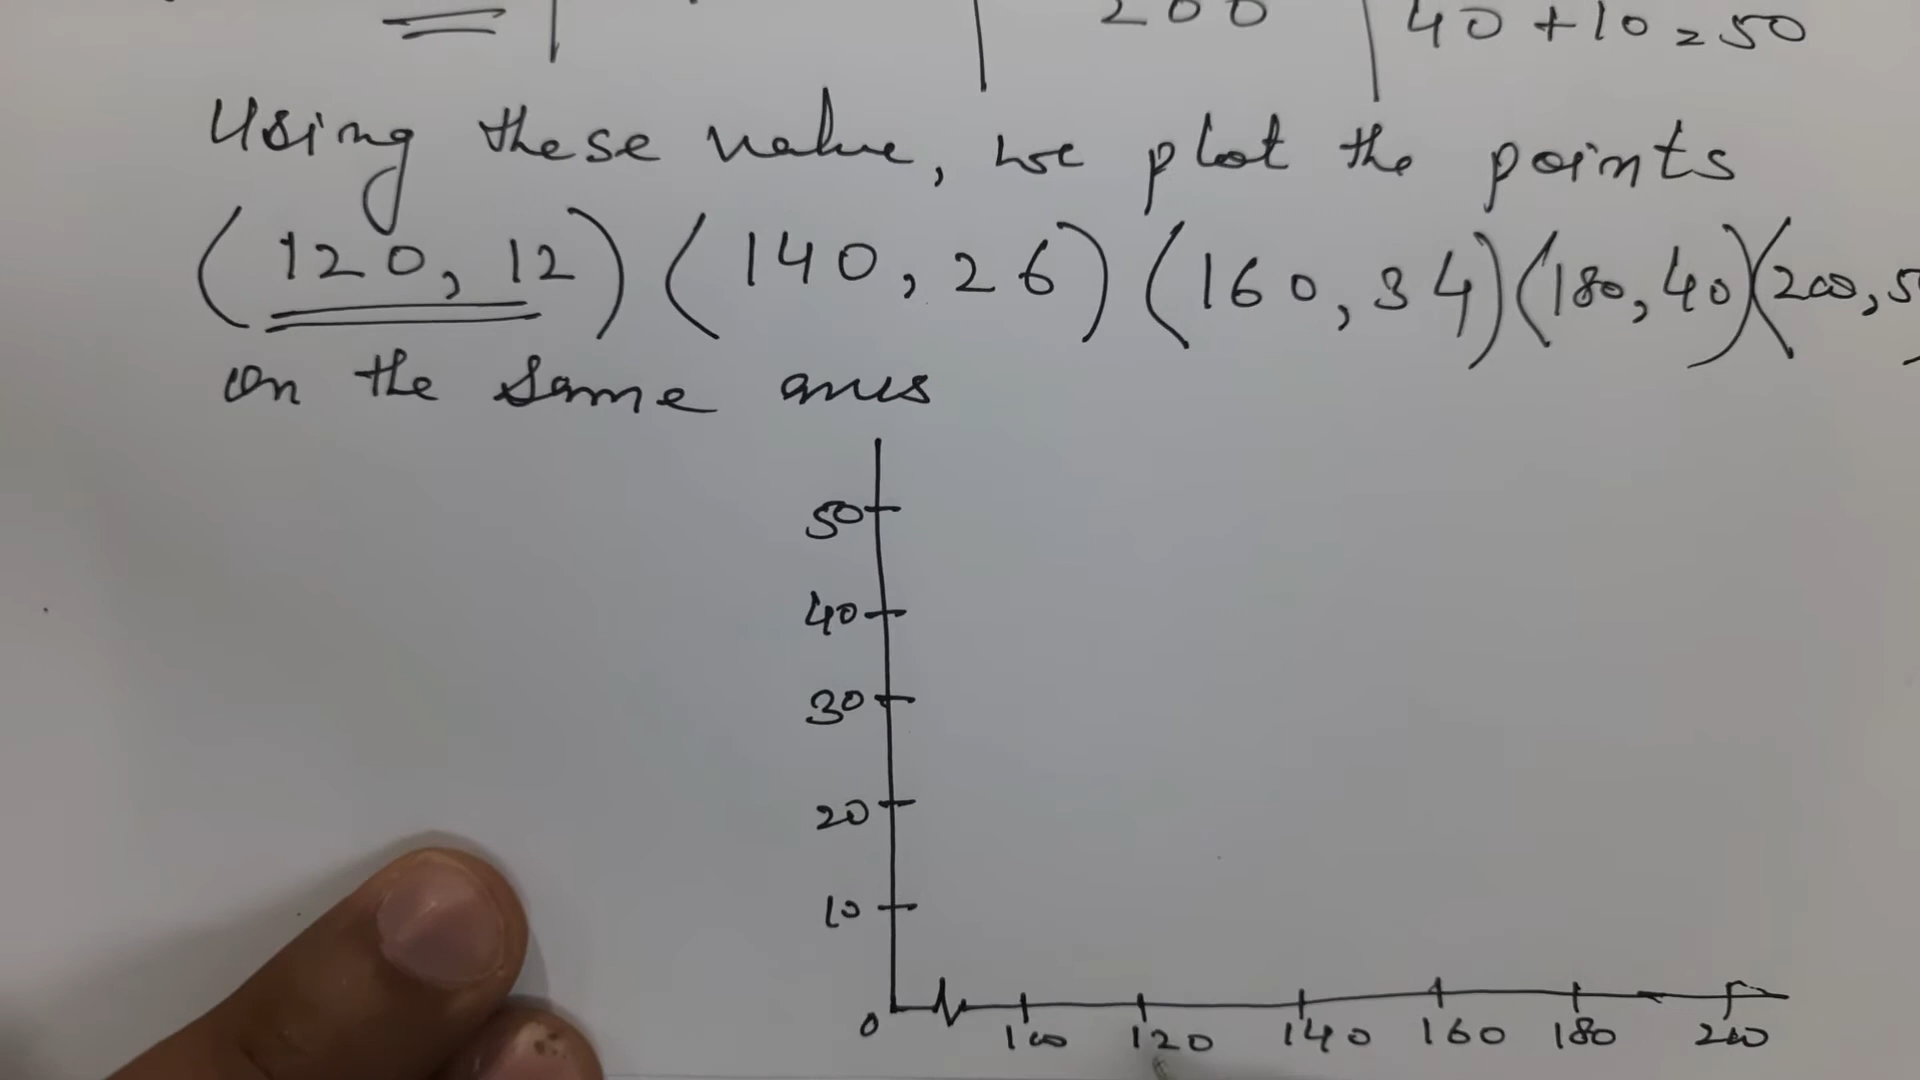 200 40 + 10 = 50
Using these value, we plot the points
(120, 12) (140, 26) (160, 34) (180, 40) (200, 5
on the same axes
50
40
30
20
10
0 100 120 140 160 180 200